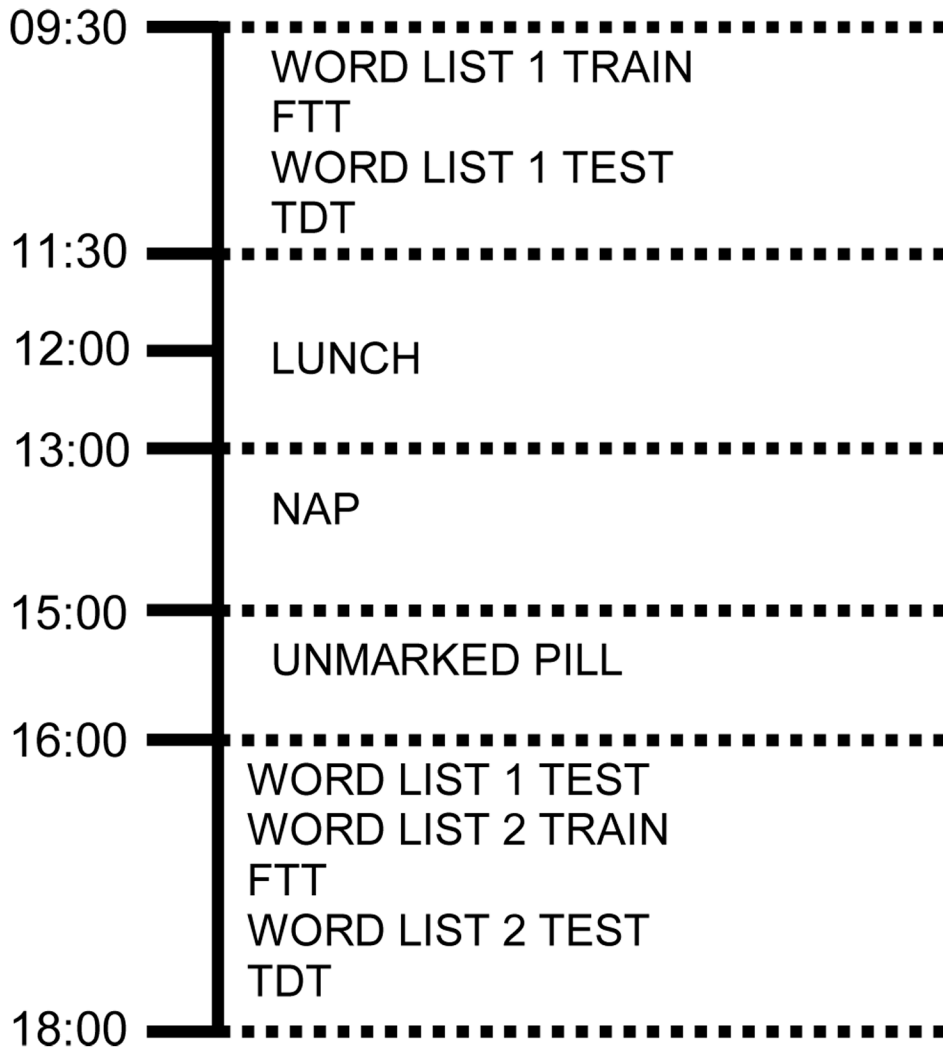 09:30
WORD LIST 1 TRAIN
FTT
WORD LIST 1 TEST
TDT
11:30
12:00 LUNCH
13:00
NAP
15:00
UNMARKED PILL
16:00
WORD LIST 1 TEST
WORD LIST 2 TRAIN
FTT
WORD LIST 2 TEST
TDT
18:00